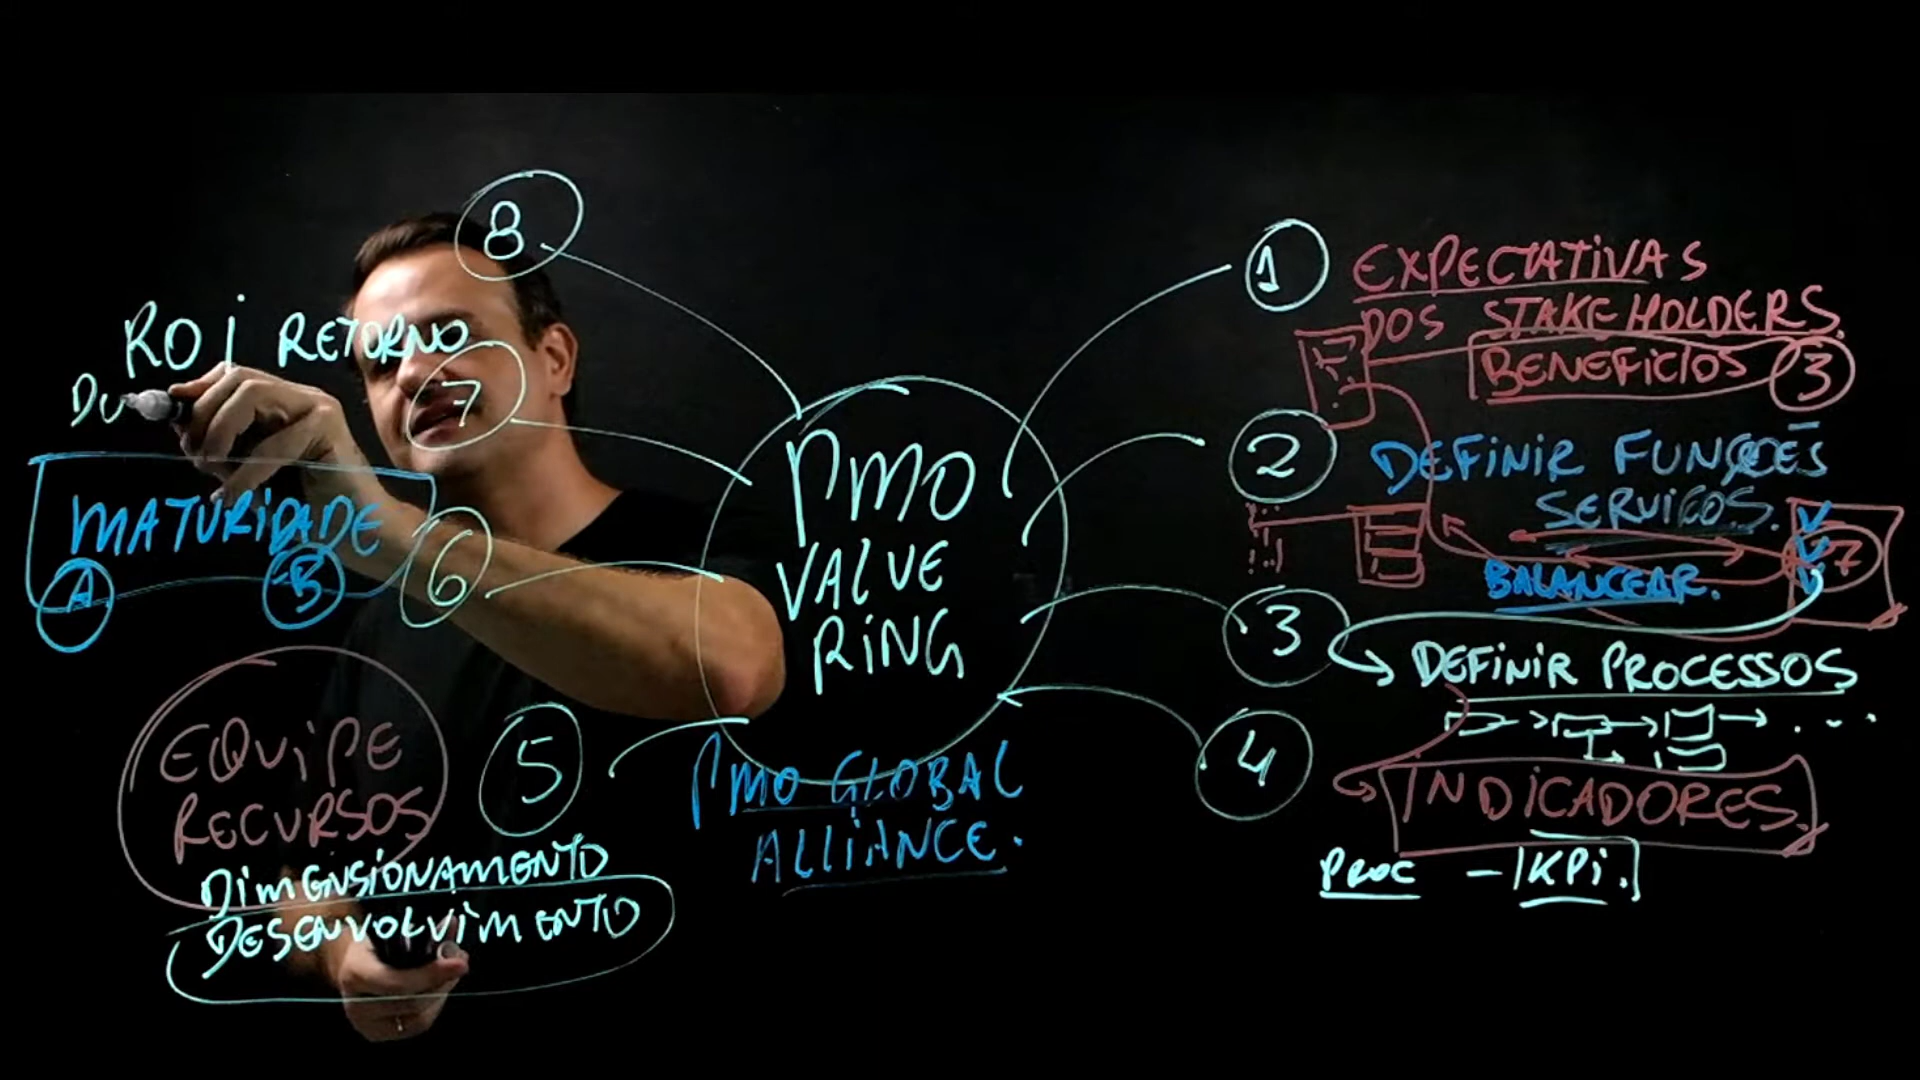 PMO
VALUE
RING
PMO GLOBAL
ALLIANCE.
1
EXPECTATIVAS
DOS STAKEHOLDERS.
BENEFICIOS 3
2
DEFINIR FUNÇÕES
SERVIÇOS.
BALANCEAR.
3
DEFINIR PROCESSOS
4
INDICADORES
PROC - KPI.
5
EQUIPE
RECURSOS
DIMENSIONAMENTO
DESENVOLVIMENTO
6
MATURIDADE
A B
7
ROI RETORNO
DU
8